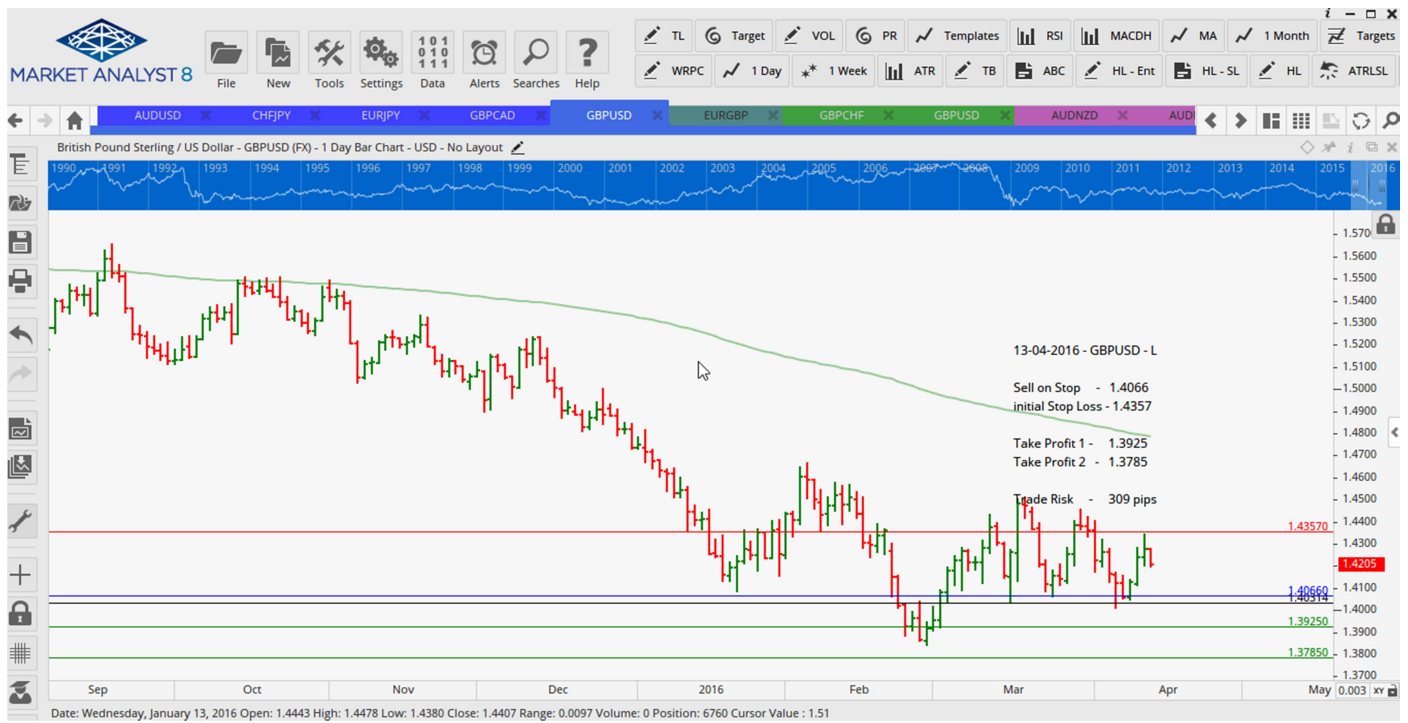 i
MARKET ANALYST 8
File New Tools Settings Data Alerts Searches Help
101
010
111
TL Target VOL PR Templates RSI MACDH MA 1 Month Targets
WRPC 1 Day 1 Week ATR TB ABC HL - Ent HL - SL HL ATRLSL
AUDUSD CHFJPY EURJPY GBPCAD GBPUSD EURGBP GBPCHF GBPUSD AUDNZD AUD
British Pound Sterling / US Dollar - GBPUSD (FX) - 1 Day Bar Chart - USD - No Layout
i
1990 1991 1992 1993 1994 1995 1996 1997 1998 1999 2000 2001 2002 2003 2004 2005 2006 2007 2008 2009 2010 2011 2012 2013 2014 2015 2016
1.570
1.5600
1.5500
1.5400
1.5300
1.5200
1.5100
1.5000
1.4900
1.4800
1.4700
1.4600
1.4500
1.4400
1.4300
1.4205
1.4100
1.4000
1.3900
1.3800
1.3700
13-04-2016 - GBPUSD - L
Sell on Stop - 1.4066
initial Stop Loss - 1.4357
Take Profit 1 - 1.3925
Take Profit 2 - 1.3785
Trade Risk - 309 pips
1.43570
1.40660
1.40314
1.39250
1.37850
Sep Oct Nov Dec 2016 Feb Mar Apr May 0.003 XY
Date: Wednesday, January 13, 2016 Open: 1.4443 High: 1.4478 Low: 1.4380 Close: 1.4407 Range: 0.0097 Volume: 0 Position: 6760 Cursor Value : 1.51